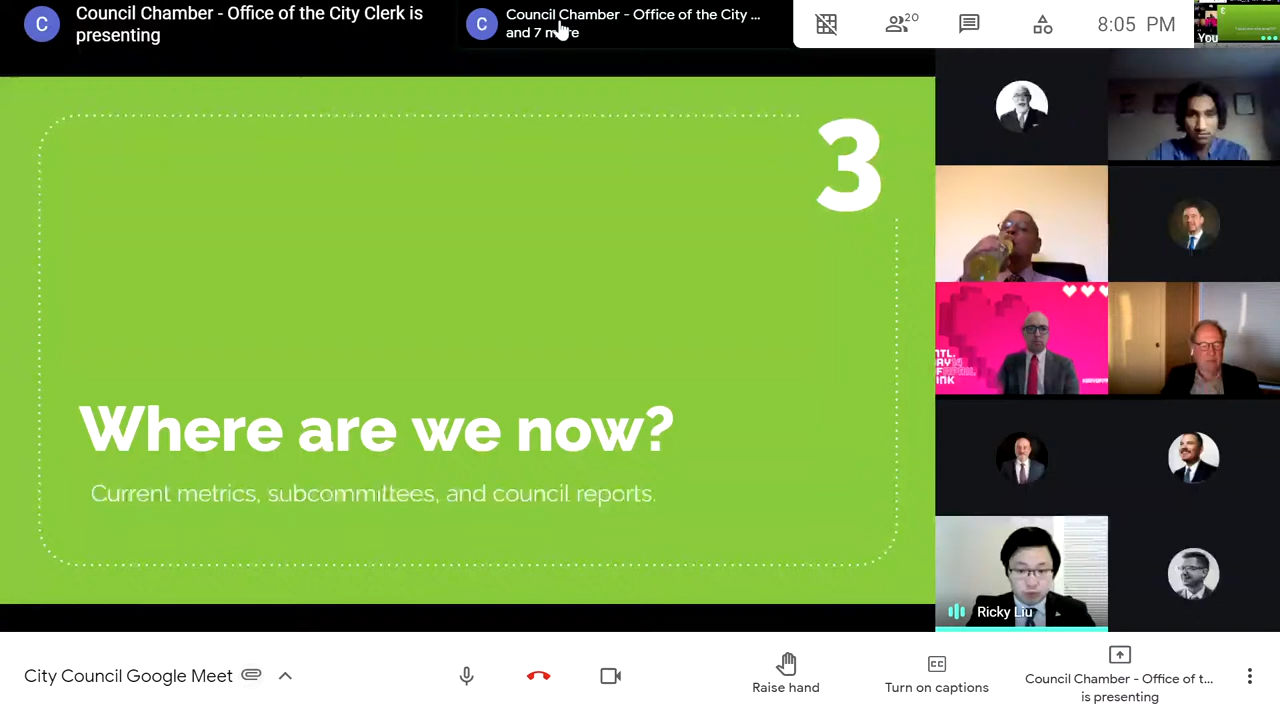 Council Chamber - Office of the City Clerk is
presenting
C
C
Council Chamber - Office of the City ...
and 7 more
20
8:05 PM
You
3
Where are we now?
Current metrics, subcommittees, and council reports.
Ricky Liu
City Council Google Meet
Raise hand
CC
Turn on captions
Council Chamber - Office of t...
is presenting